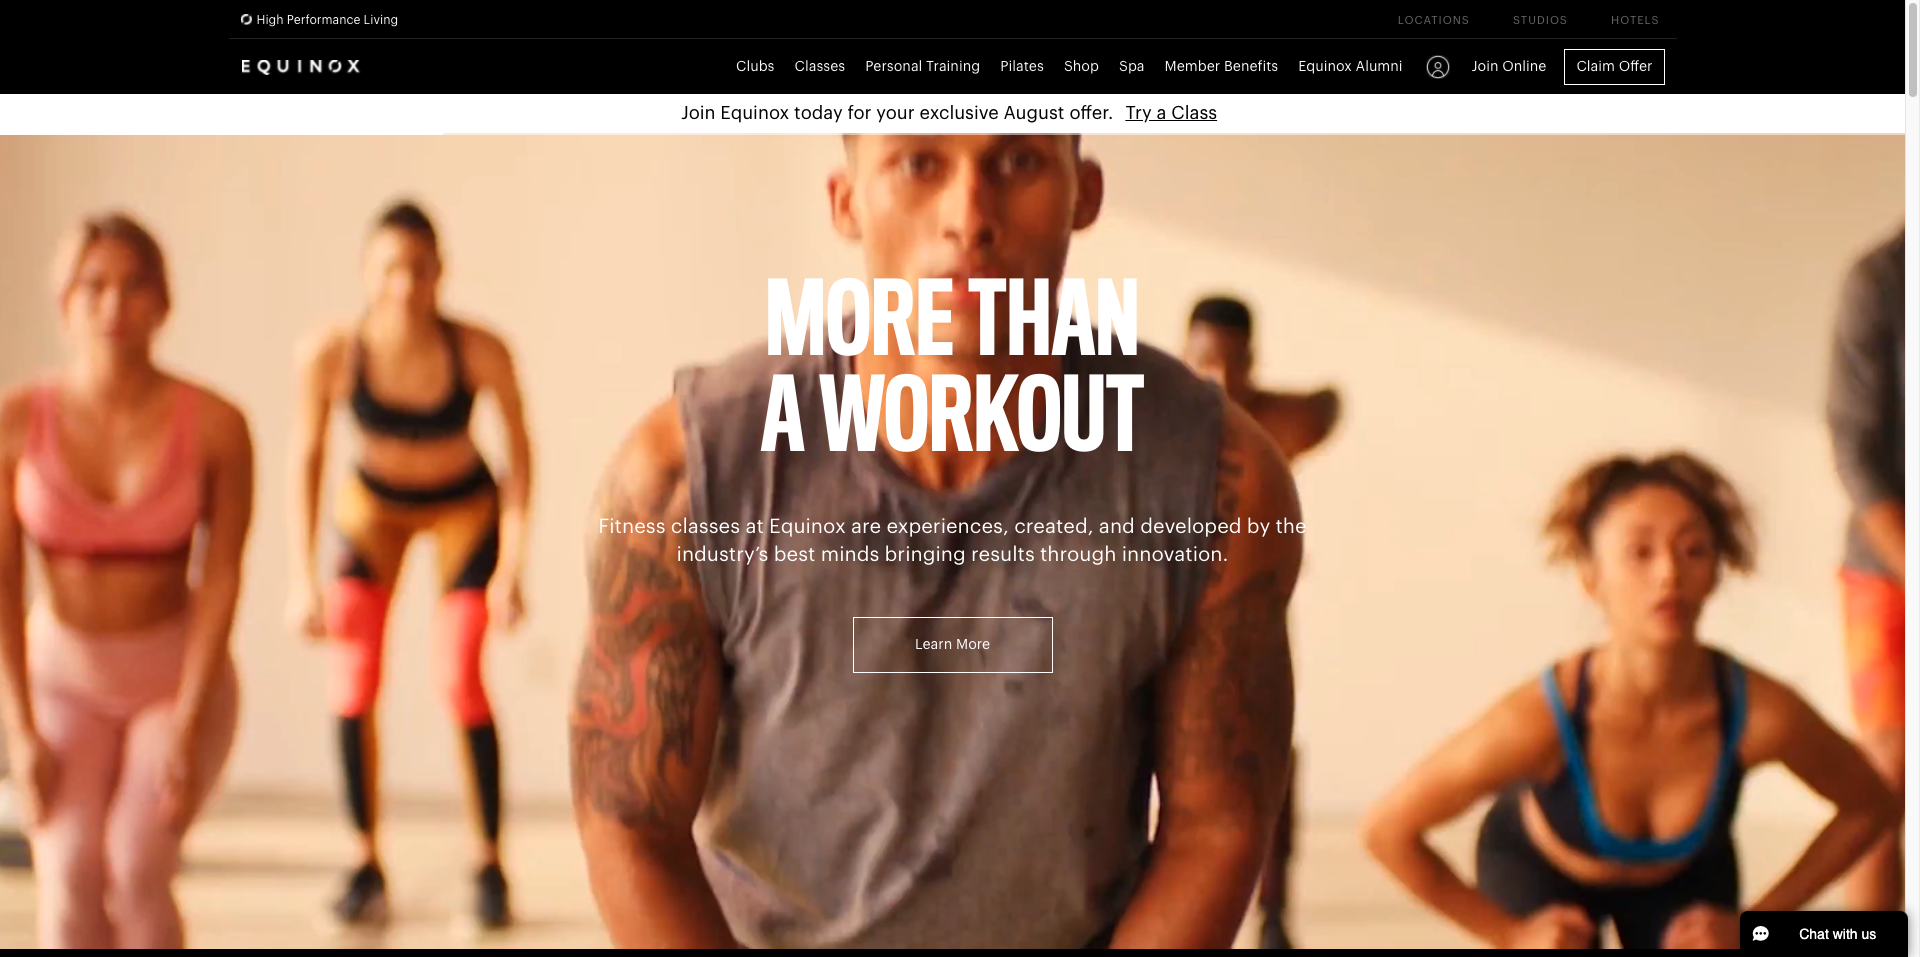 High Performance Living
LOCATIONS STUDIOS HOTELS
EQUINOX
Clubs Classes Personal Training Pilates Shop Spa Member Benefits Equinox Alumni Join Online Claim Offer
Join Equinox today for your exclusive August offer. Try a Class
MORE THAN
A WORKOUT
Fitness classes at Equinox are experiences, created, and developed by the
industry’s best minds bringing results through innovation.
Learn More
Chat with us